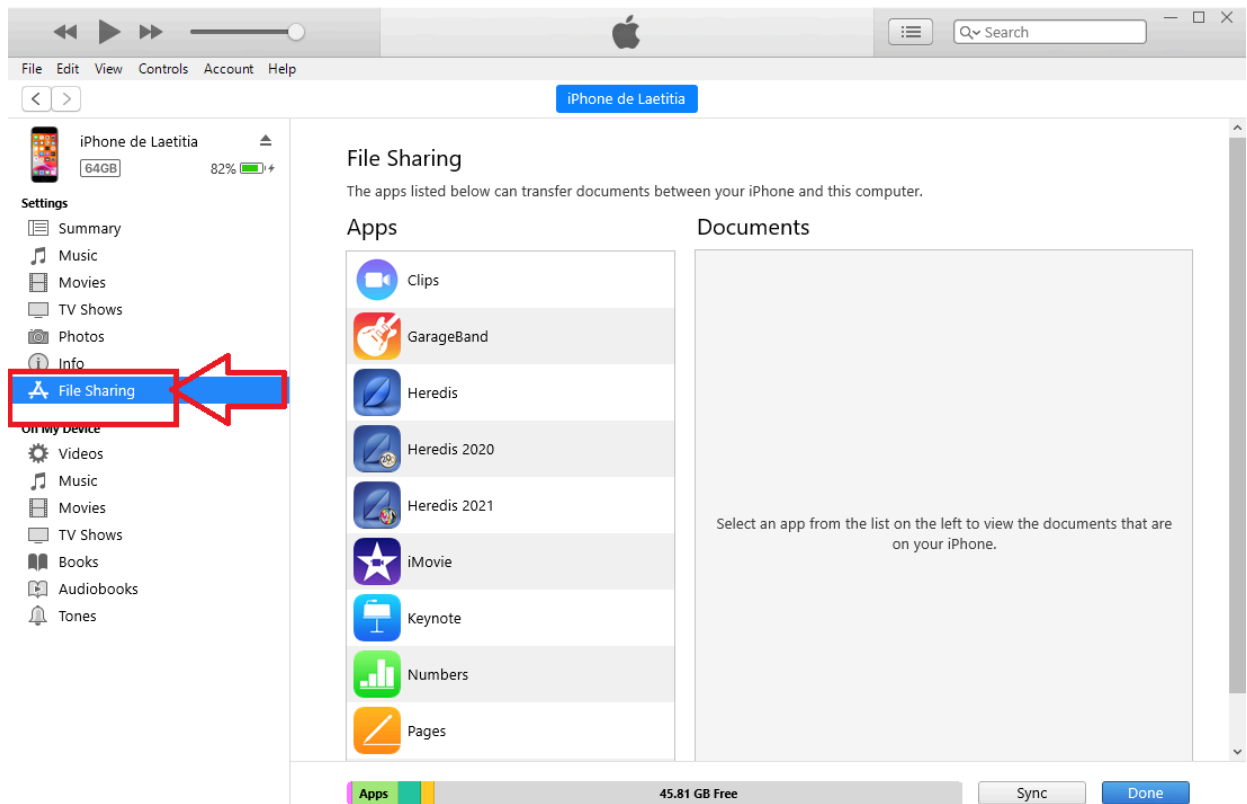 Search
File Edit View Controls Account Help
iPhone de Laetitia
iPhone de Laetitia
64GB 82%
Settings
Summary
Music
Movies
TV Shows
Photos
Info
File Sharing
On My Device
Videos
Music
Movies
TV Shows
Books
Audiobooks
Tones
File Sharing
The apps listed below can transfer documents between your iPhone and this computer.
Apps
Clips
GarageBand
Heredis
Heredis 2020
Heredis 2021
iMovie
Keynote
Numbers
Pages
Documents
Select an app from the list on the left to view the documents that are
on your iPhone.
Apps 45.81 GB Free Sync Done